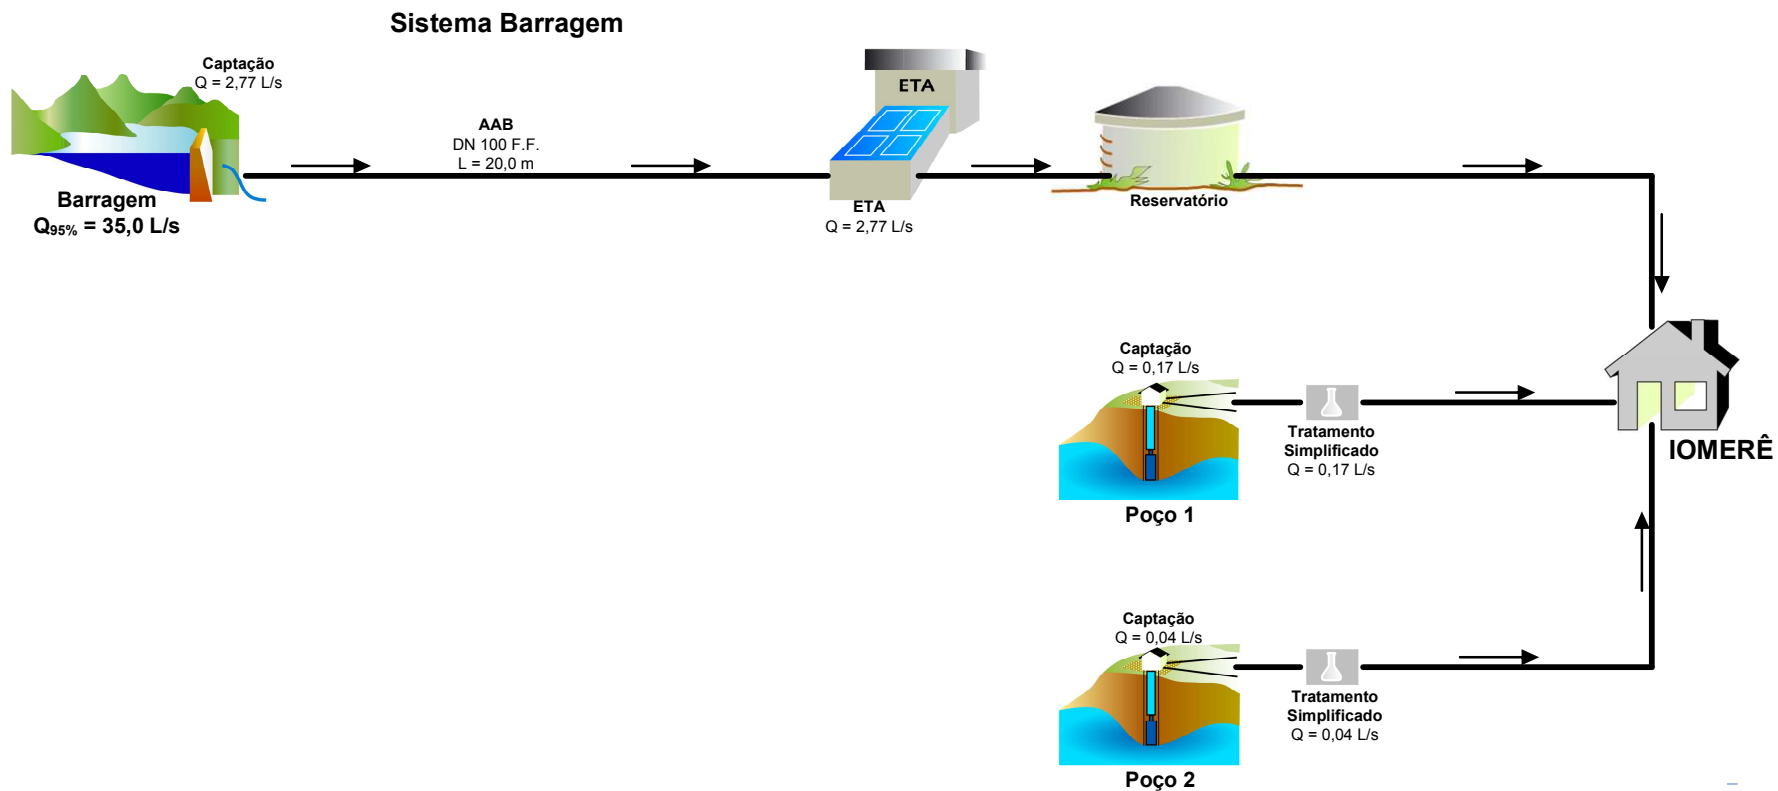 Sistema Barragem
Captação
Q = 2,77 L/s
Barragem
Q95% = 35,0 L/s
AAB
DN 100 F.F.
L = 20,0 m
ETA
ETA
Q = 2,77 L/s
Reservatório
Captação
Q = 0,17 L/s
Poço 1
Tratamento
Simplificado
Q = 0,17 L/s
IOMERÊ
Captação
Q = 0,04 L/s
Poço 2
Tratamento
Simplificado
Q = 0,04 L/s